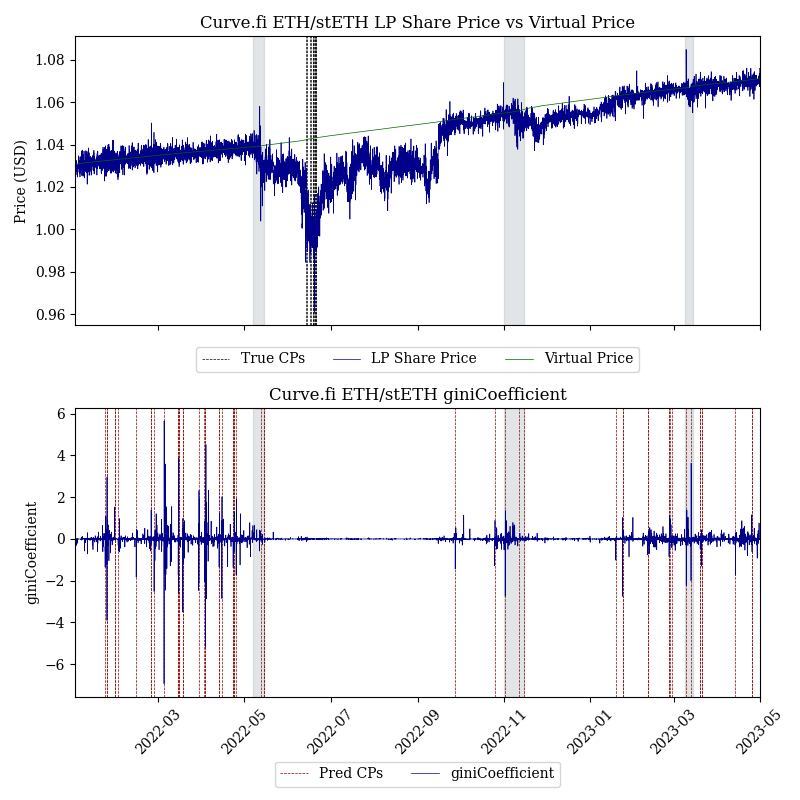 Curve.fi ETH/stETH LP Share Price vs Virtual Price
1.08
1.06
1.04
1.02
1.00
0.98
0.96
Price (USD)
True CPs
LP Share Price
Virtual Price
Curve.fi ETH/stETH giniCoefficient
6
4
2
0
−2
−4
−6
giniCoefficient
2022-03
2022-05
2022-07
2022-09
2022-11
2023-01
2023-03
2023-05
Pred CPs
giniCoefficient